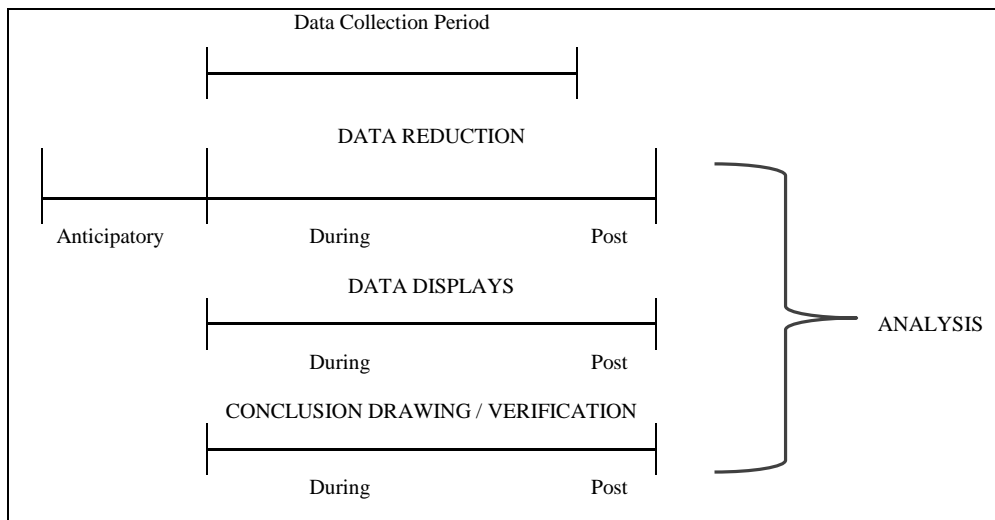 Data Collection Period
DATA REDUCTION
Anticipatory During Post
DATA DISPLAYS
During Post
ANALYSIS
CONCLUSION DRAWING / VERIFICATION
During Post